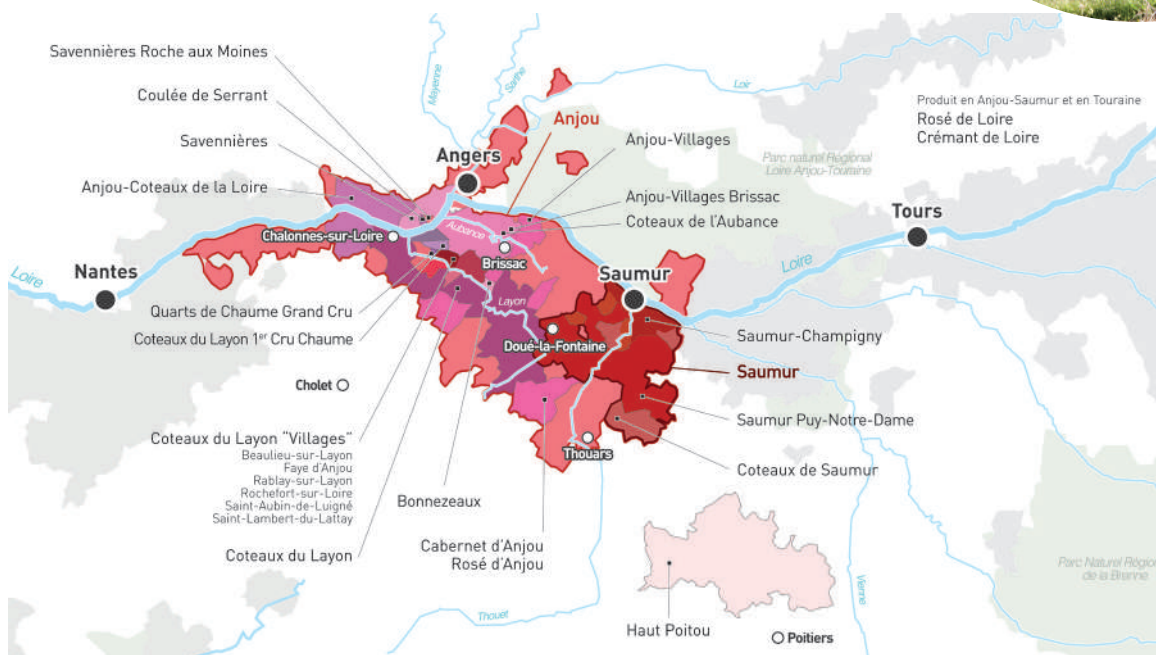 Savennières Roche aux Moines
Coulée de Serrant
Savennières
Anjou-Coteaux de la Loire
Mayenne
Sarthe
Loir
Angers
Anjou
Anjou-Villages
Anjou-Villages Brissac
Coteaux de l'Aubance
Produit en Anjou-Saumur et en Touraine
Rosé de Loire
Crémant de Loire
Parc naturel Régional
Loire Anjou-Touraine
Chalonnes-sur-Loire
Aubance
Brissac
Tours
Loire
Nantes
Saumur
Loire
Quarts de Chaume Grand Cru
Coteaux du Layon 1er Cru Chaume
Layon
Doué-la-Fontaine
Saumur-Champigny
Saumur
Cholet
Saumur Puy-Notre-Dame
Coteaux du Layon "Villages"
Beaulieu-sur-Layon
Faye d'Anjou
Rablay-sur-Layon
Rochefort-sur-Loire
Saint-Aubin-de-Luigné
Saint-Lambert-du-Lattay
Thouars
Coteaux de Saumur
Bonnezeaux
Coteaux du Layon
Cabernet d'Anjou
Rosé d'Anjou
Thouet
Haut Poitou
Poitiers
Vienne
Parc Naturel Région
de la Brenne